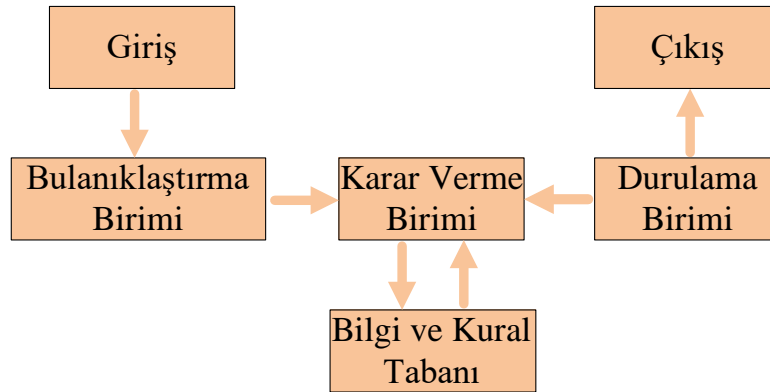 Giriş
Çıkış
Bulanıklaştırma
Birimi
Karar Verme
Birimi
Durulama
Birimi
Bilgi ve Kural
Tabanı